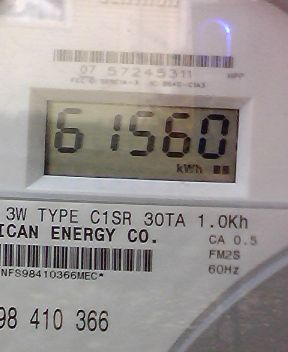 07 57245311 NPP
61560
kWh
3W TYPE C1SR 30TA 1.0Kh
ICAN ENERGY CO.
CA 0.5
FM2S
60Hz
NFS98410366MEC*
98 410 366